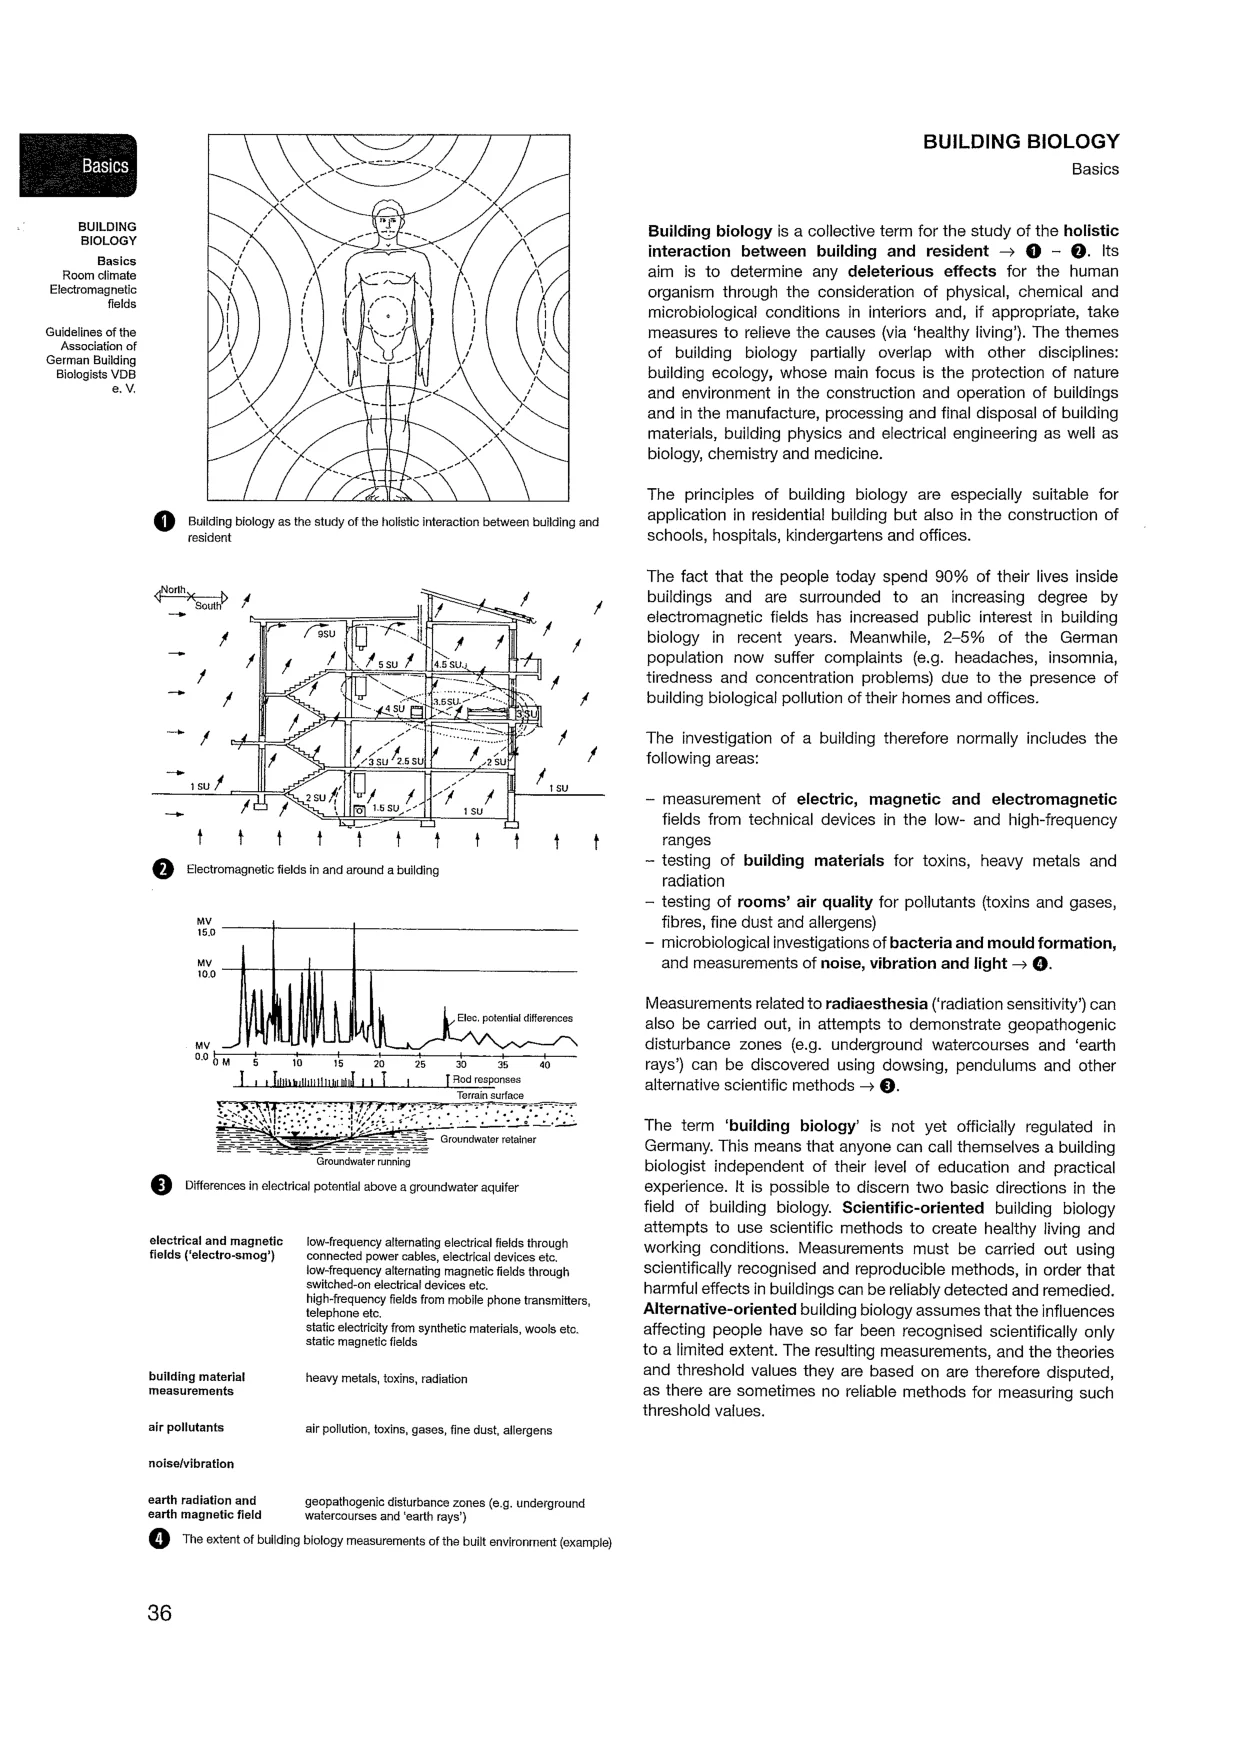 Basics
BUILDING
BIOLOGY
Basics
Room climate
Electromagnetic
fields
Guidelines of the
Association of
German Building
Biologists VDB
e. V.
1 Building biology as the study of the holistic interaction between building and
resident
North
South
9SU
5 SU
4.5 SU
4 SU
3.5SU
3SU
3 SU
2.5 SU
2 SU
1 SU
2 SU
1.5 SU
1 SU
1 SU
2 Electromagnetic fields in and around a building
MV
15.0
MV
10.0
Elec. potential differences
MV
0.0
0 M 5 10 15 20 25 30 35 40
Rod responses
Terrain surface
Groundwater retainer
Groundwater running
3 Differences in electrical potential above a groundwater aquifer
electrical and magnetic
fields ('electro-smog')
low-frequency alternating electrical fields through
connected power cables, electrical devices etc.
low-frequency alternating magnetic fields through
switched-on electrical devices etc.
high-frequency fields from mobile phone transmitters,
telephone etc.
static electricity from synthetic materials, wools etc.
static magnetic fields
building material
measurements
heavy metals, toxins, radiation
air pollutants
air pollution, toxins, gases, fine dust, allergens
noise/vibration
earth radiation and
earth magnetic field
geopathogenic disturbance zones (e.g. underground
watercourses and 'earth rays')
4 The extent of building biology measurements of the built environment (example)
36
BUILDING BIOLOGY
Basics
Building biology is a collective term for the study of the holistic
interaction between building and resident → 1 – 2. Its
aim is to determine any deleterious effects for the human
organism through the consideration of physical, chemical and
microbiological conditions in interiors and, if appropriate, take
measures to relieve the causes (via 'healthy living'). The themes
of building biology partially overlap with other disciplines:
building ecology, whose main focus is the protection of nature
and environment in the construction and operation of buildings
and in the manufacture, processing and final disposal of building
materials, building physics and electrical engineering as well as
biology, chemistry and medicine.
The principles of building biology are especially suitable for
application in residential building but also in the construction of
schools, hospitals, kindergartens and offices.
The fact that the people today spend 90% of their lives inside
buildings and are surrounded to an increasing degree by
electromagnetic fields has increased public interest in building
biology in recent years. Meanwhile, 2–5% of the German
population now suffer complaints (e.g. headaches, insomnia,
tiredness and concentration problems) due to the presence of
building biological pollution of their homes and offices.
The investigation of a building therefore normally includes the
following areas:
– measurement of electric, magnetic and electromagnetic
fields from technical devices in the low- and high-frequency
ranges
– testing of building materials for toxins, heavy metals and
radiation
– testing of rooms' air quality for pollutants (toxins and gases,
fibres, fine dust and allergens)
– microbiological investigations of bacteria and mould formation,
and measurements of noise, vibration and light → 4.
Measurements related to radiaesthesia ('radiation sensitivity') can
also be carried out, in attempts to demonstrate geopathogenic
disturbance zones (e.g. underground watercourses and 'earth
rays') can be discovered using dowsing, pendulums and other
alternative scientific methods → 3.
The term 'building biology' is not yet officially regulated in
Germany. This means that anyone can call themselves a building
biologist independent of their level of education and practical
experience. It is possible to discern two basic directions in the
field of building biology. Scientific-oriented building biology
attempts to use scientific methods to create healthy living and
working conditions. Measurements must be carried out using
scientifically recognised and reproducible methods, in order that
harmful effects in buildings can be reliably detected and remedied.
Alternative-oriented building biology assumes that the influences
affecting people have so far been recognised scientifically only
to a limited extent. The resulting measurements, and the theories
and threshold values they are based on are therefore disputed,
as there are sometimes no reliable methods for measuring such
threshold values.